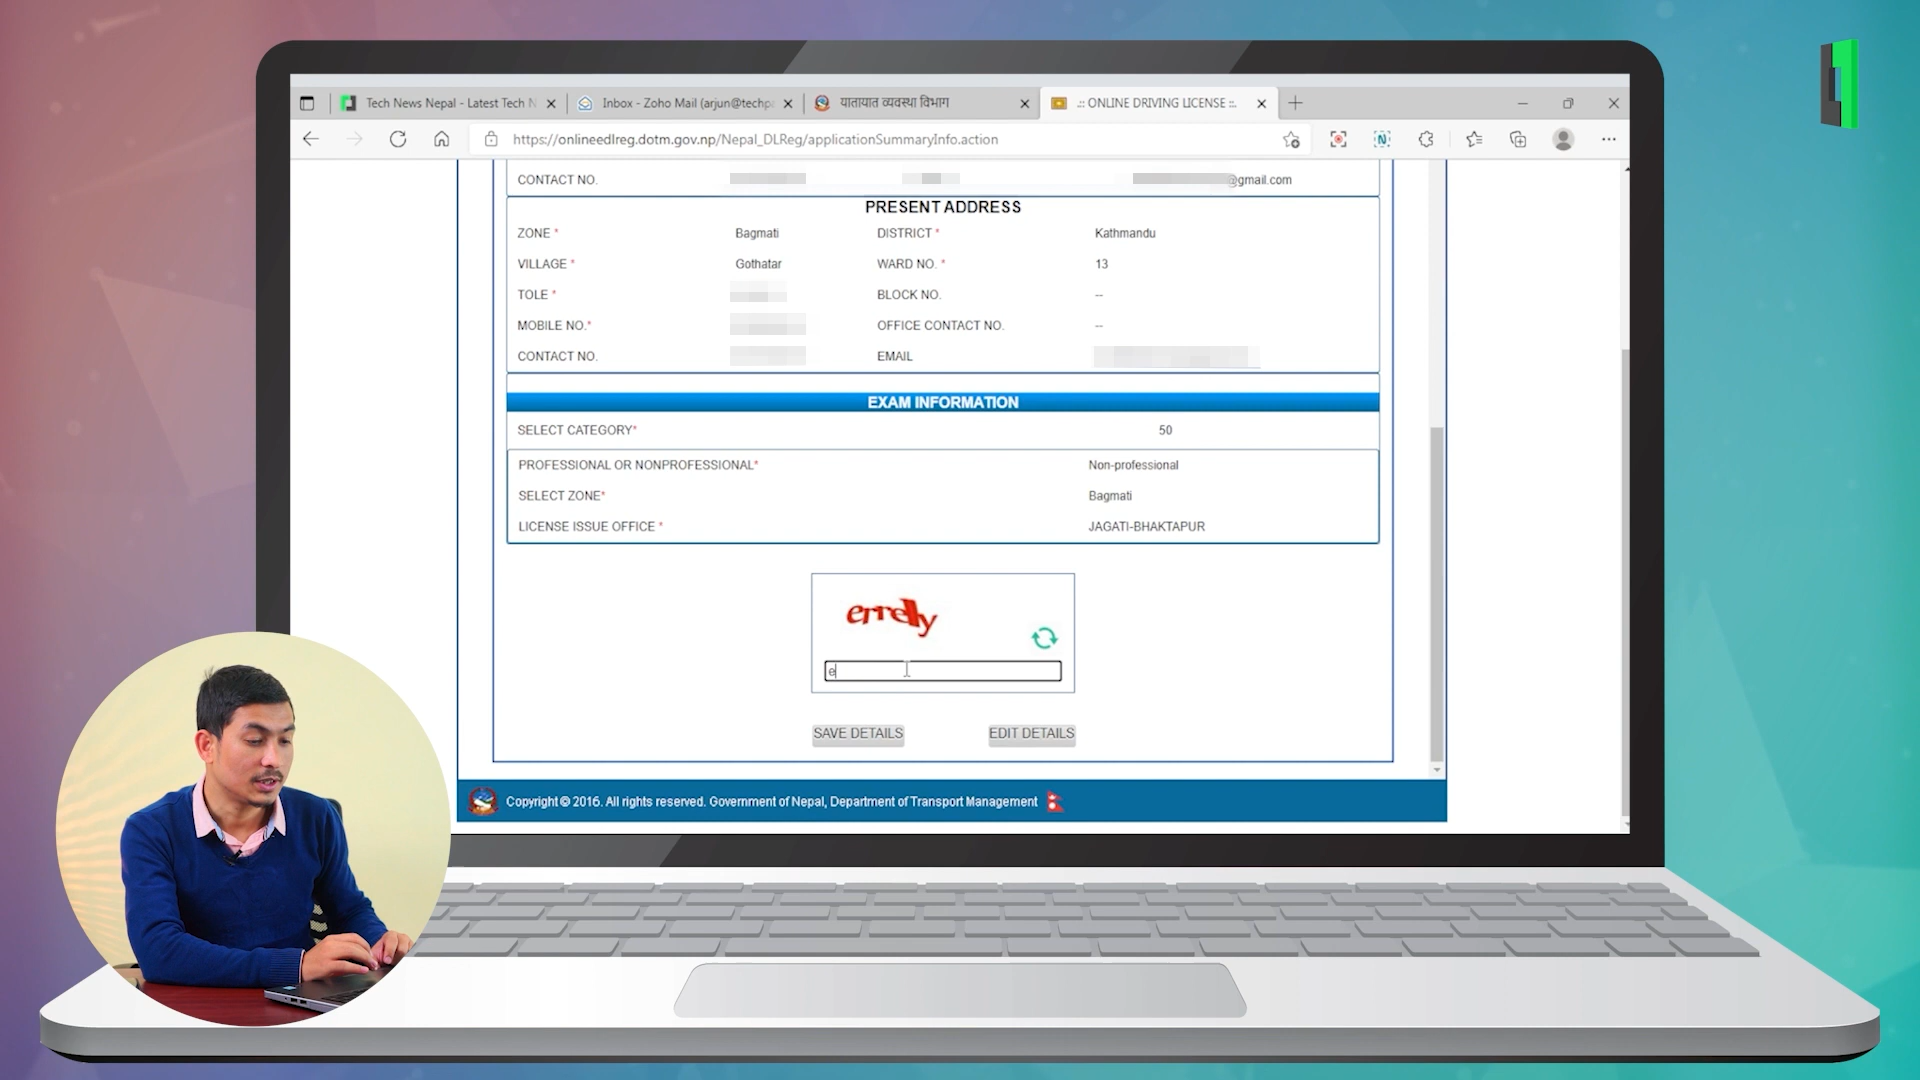 Tech News Nepal - Latest Tech N
Inbox - Zoho Mail (arjun@techpa
यातायात व्यवस्था विभाग
.:: ONLINE DRIVING LICENSE ::.
https://onlineedlreg.dotm.gov.np/Nepal_DLReg/applicationSummaryInfo.action
CONTACT NO. @gmail.com
PRESENT ADDRESS
ZONE * Bagmati DISTRICT * Kathmandu
VILLAGE * Gothatar WARD NO. * 13
TOLE * BLOCK NO. --
MOBILE NO.* OFFICE CONTACT NO. --
CONTACT NO. EMAIL
EXAM INFORMATION
SELECT CATEGORY* 50
PROFESSIONAL OR NONPROFESSIONAL* Non-professional
SELECT ZONE* Bagmati
LICENSE ISSUE OFFICE * JAGATI-BHAKTAPUR
errelly
e
SAVE DETAILS EDIT DETAILS
Copyright © 2016. All rights reserved. Government of Nepal, Department of Transport Management